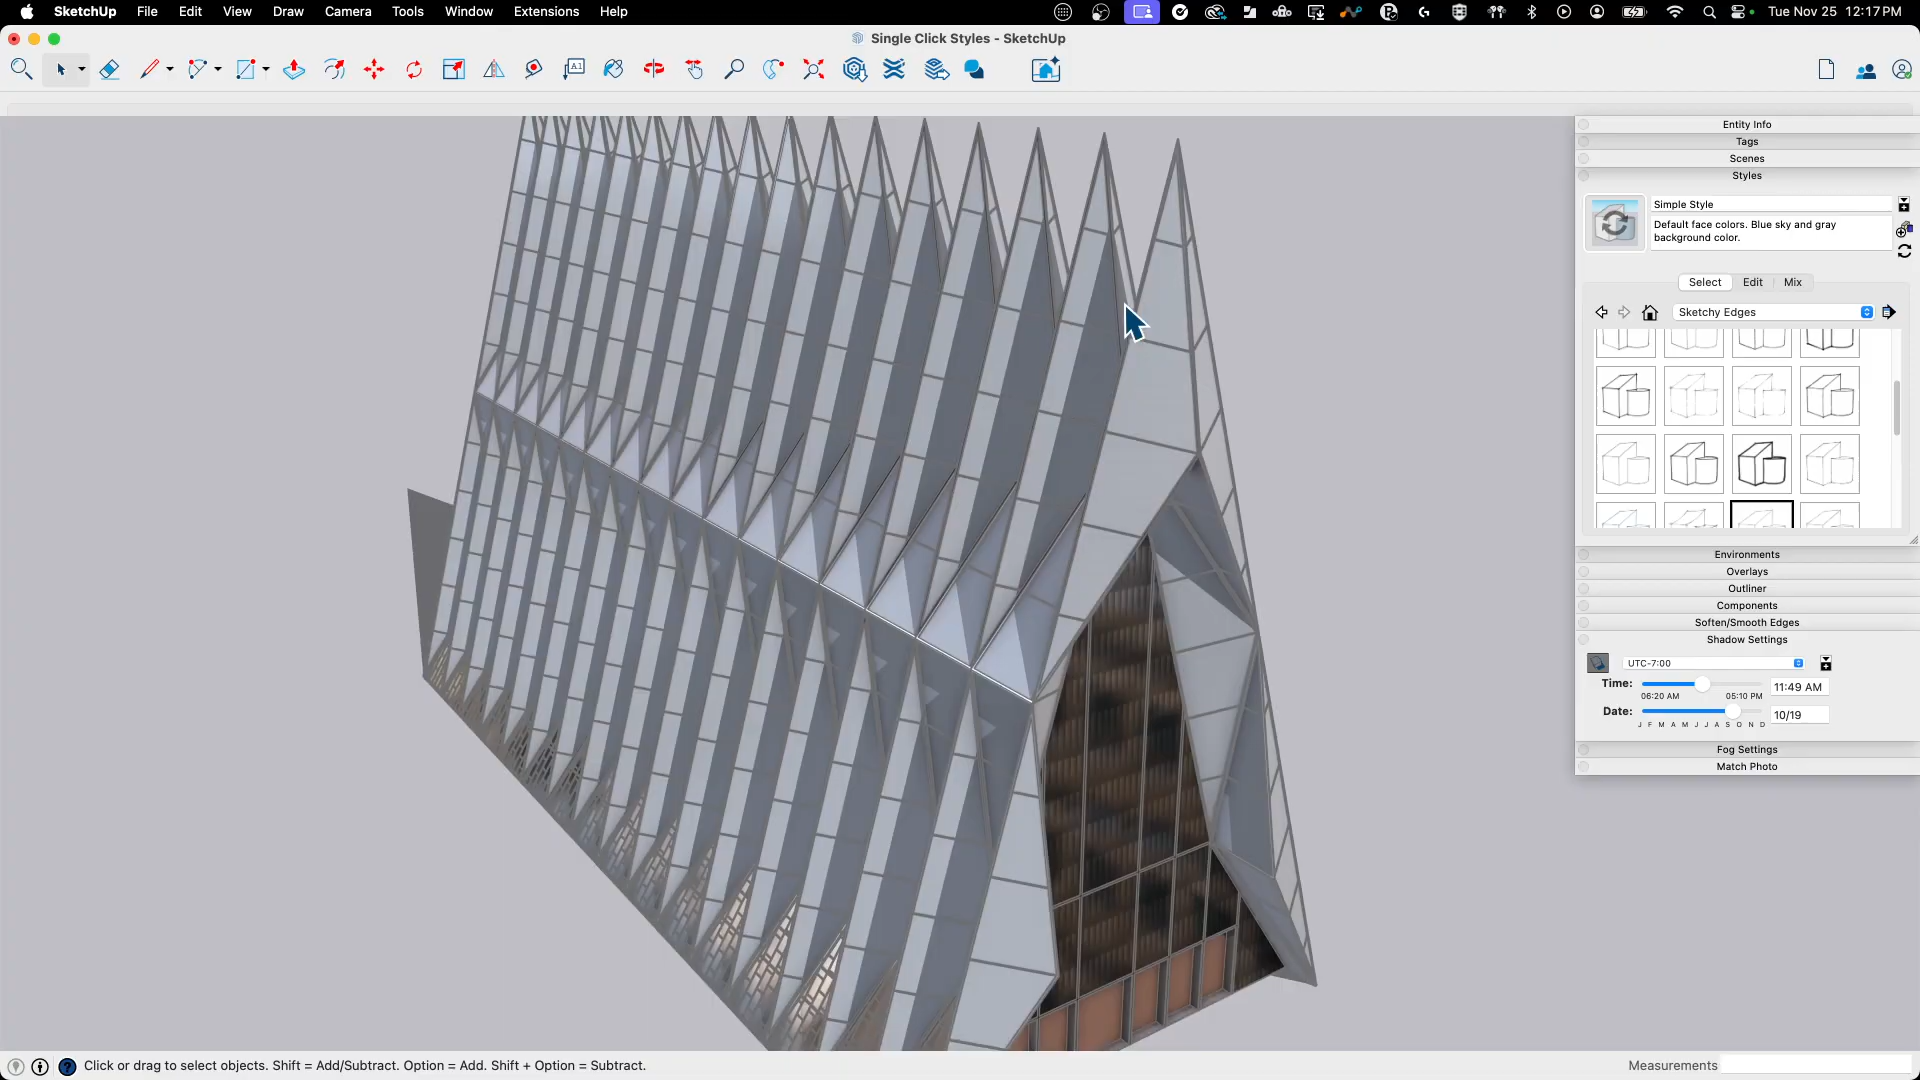 SketchUp File Edit View Draw Camera Tools Window Extensions Help
Tue Nov 25 12:17 PM
Single Click Styles - SketchUp
A1
Entity Info
Tags
Scenes
Styles
Simple Style
Default face colors. Blue sky and gray
background color.
Select Edit Mix
Sketchy Edges
Environments
Overlays
Outliner
Components
Soften/Smooth Edges
Shadow Settings
UTC-7:00
Time: 11:49 AM
06:20 AM 05:10 PM
Date: 10/19
J F M A M J J A S O N D
Fog Settings
Match Photo
Click or drag to select objects. Shift = Add/Subtract. Option = Add. Shift + Option = Subtract.
Measurements